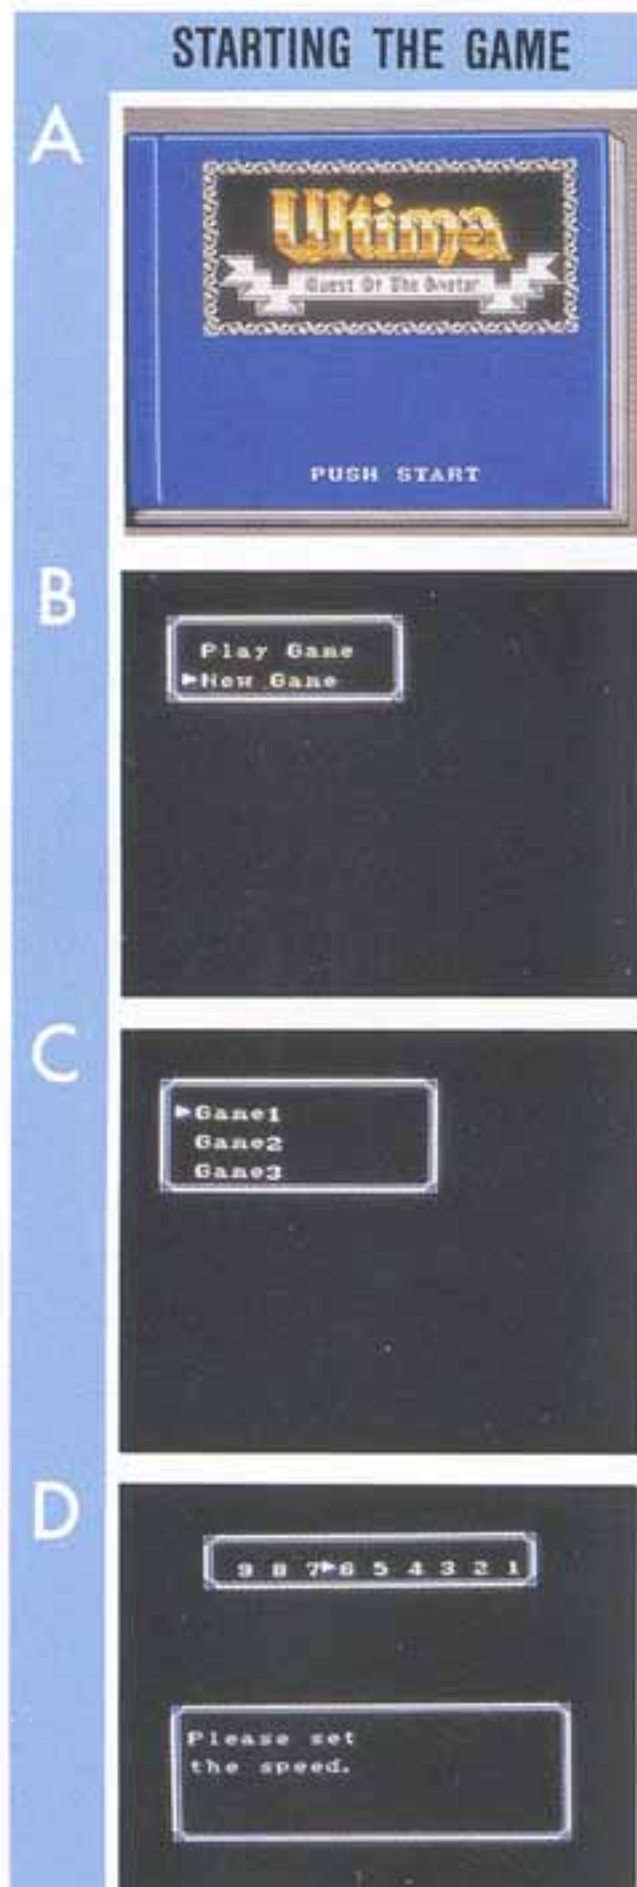 STARTING THE GAME
A
Ultima
Quest Of The Avatar
PUSH START
B
Play Game
▶New Game
C
▶Game1
Game2
Game3
D
9 8 7▶6 5 4 3 2 1
Please set
the speed.